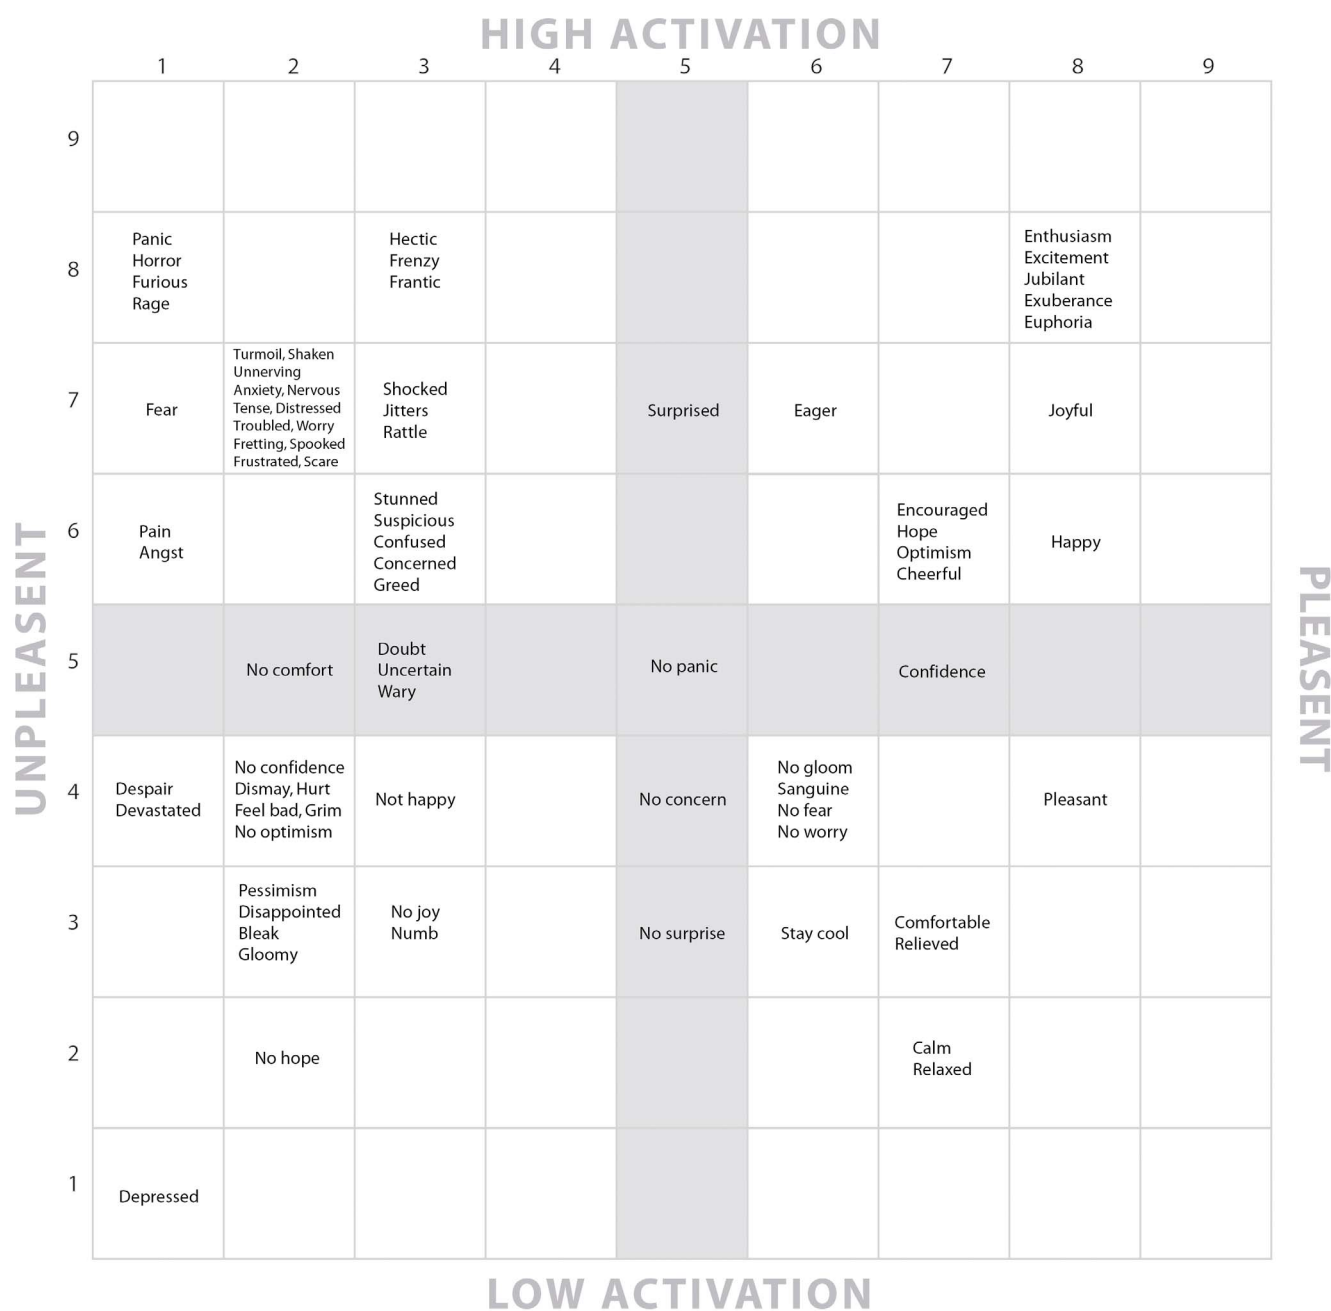 HIGH ACTIVATION
1 2 3 4 5 6 7 8 9
9
8
Panic
Horror
Furious
Rage
Hectic
Frenzy
Frantic
Enthusiasm
Excitement
Jubilant
Exuberance
Euphoria
7
Fear
Turmoil, Shaken
Unnerving
Anxiety, Nervous
Tense, Distressed
Troubled, Worry
Fretting, Spooked
Frustrated, Scare
Shocked
Jitters
Rattle
Surprised
Eager
Joyful
6
Pain
Angst
Stunned
Suspicious
Confused
Concerned
Greed
Encouraged
Hope
Optimism
Cheerful
Happy
UNPLEASENT
PLEASENT
5
No comfort
Doubt
Uncertain
Wary
No panic
Confidence
4
Despair
Devastated
No confidence
Dismay, Hurt
Feel bad, Grim
No optimism
Not happy
No concern
No gloom
Sanguine
No fear
No worry
Pleasant
3
Pessimism
Disappointed
Bleak
Gloomy
No joy
Numb
No surprise
Stay cool
Comfortable
Relieved
2
No hope
Calm
Relaxed
1
Depressed
LOW ACTIVATION